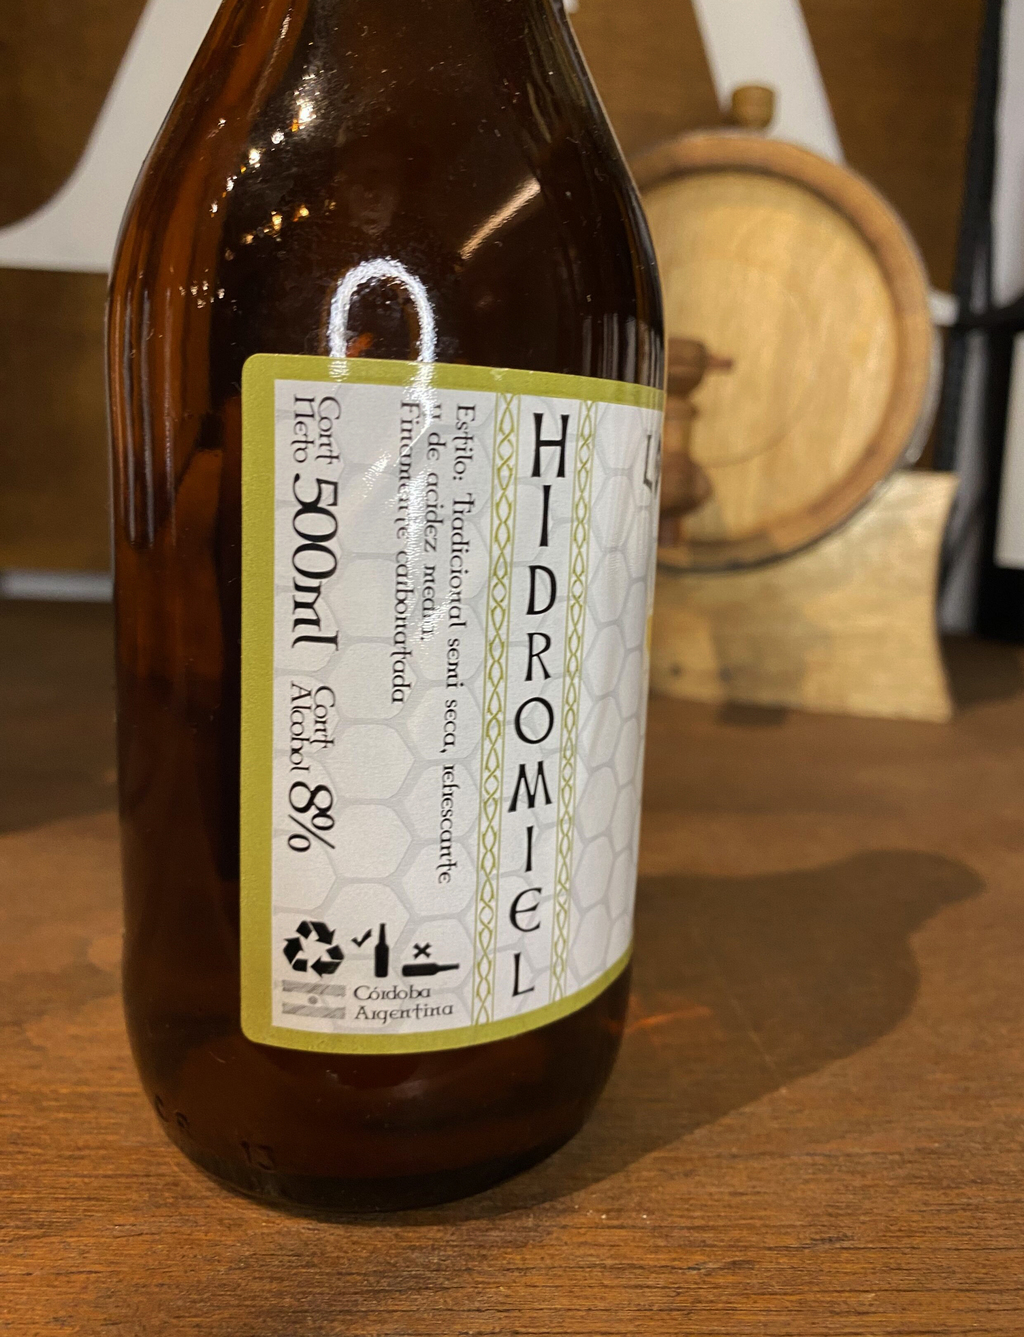 HIDROMIEL
Estilo: Tradicional semi seca, refrescante
y de acidez media.
Finamente carbonatada
Cont
Neto 500ml
Cont
Alcohol 8%
Córdoba
Argentina
13